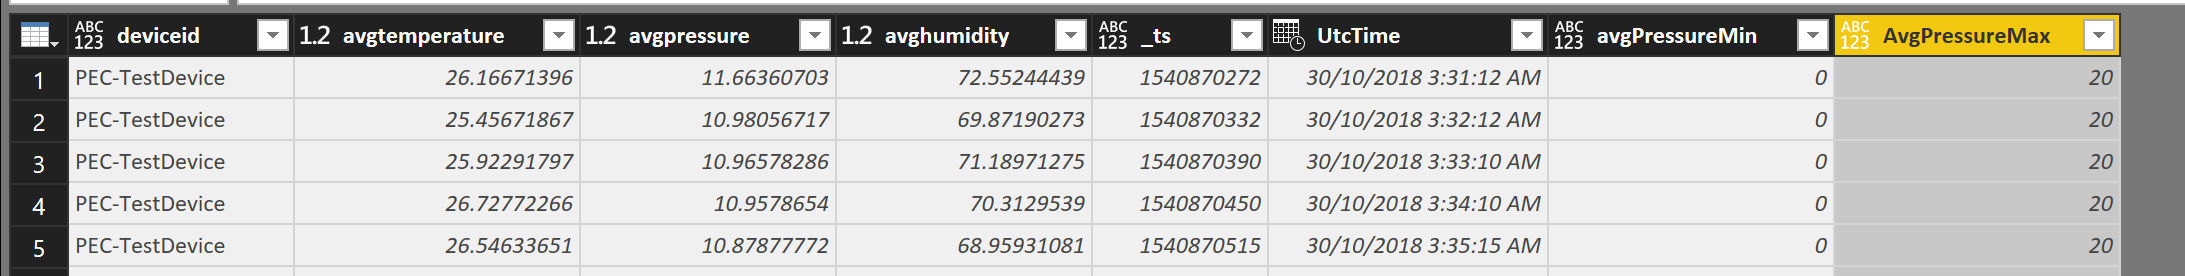 ABC 123 deviceid 1.2 avgtemperature 1.2 avgpressure 1.2 avghumidity ABC 123 _ts UtcTime ABC 123 avgPressureMin ABC 123 AvgPressureMax
1 PEC-TestDevice 26.16671396 11.66360703 72.55244439 1540870272 30/10/2018 3:31:12 AM 0 20
2 PEC-TestDevice 25.45671867 10.98056717 69.87190273 1540870332 30/10/2018 3:32:12 AM 0 20
3 PEC-TestDevice 25.92291797 10.96578286 71.18971275 1540870390 30/10/2018 3:33:10 AM 0 20
4 PEC-TestDevice 26.72772266 10.9578654 70.3129539 1540870450 30/10/2018 3:34:10 AM 0 20
5 PEC-TestDevice 26.54633651 10.87877772 68.95931081 1540870515 30/10/2018 3:35:15 AM 0 20